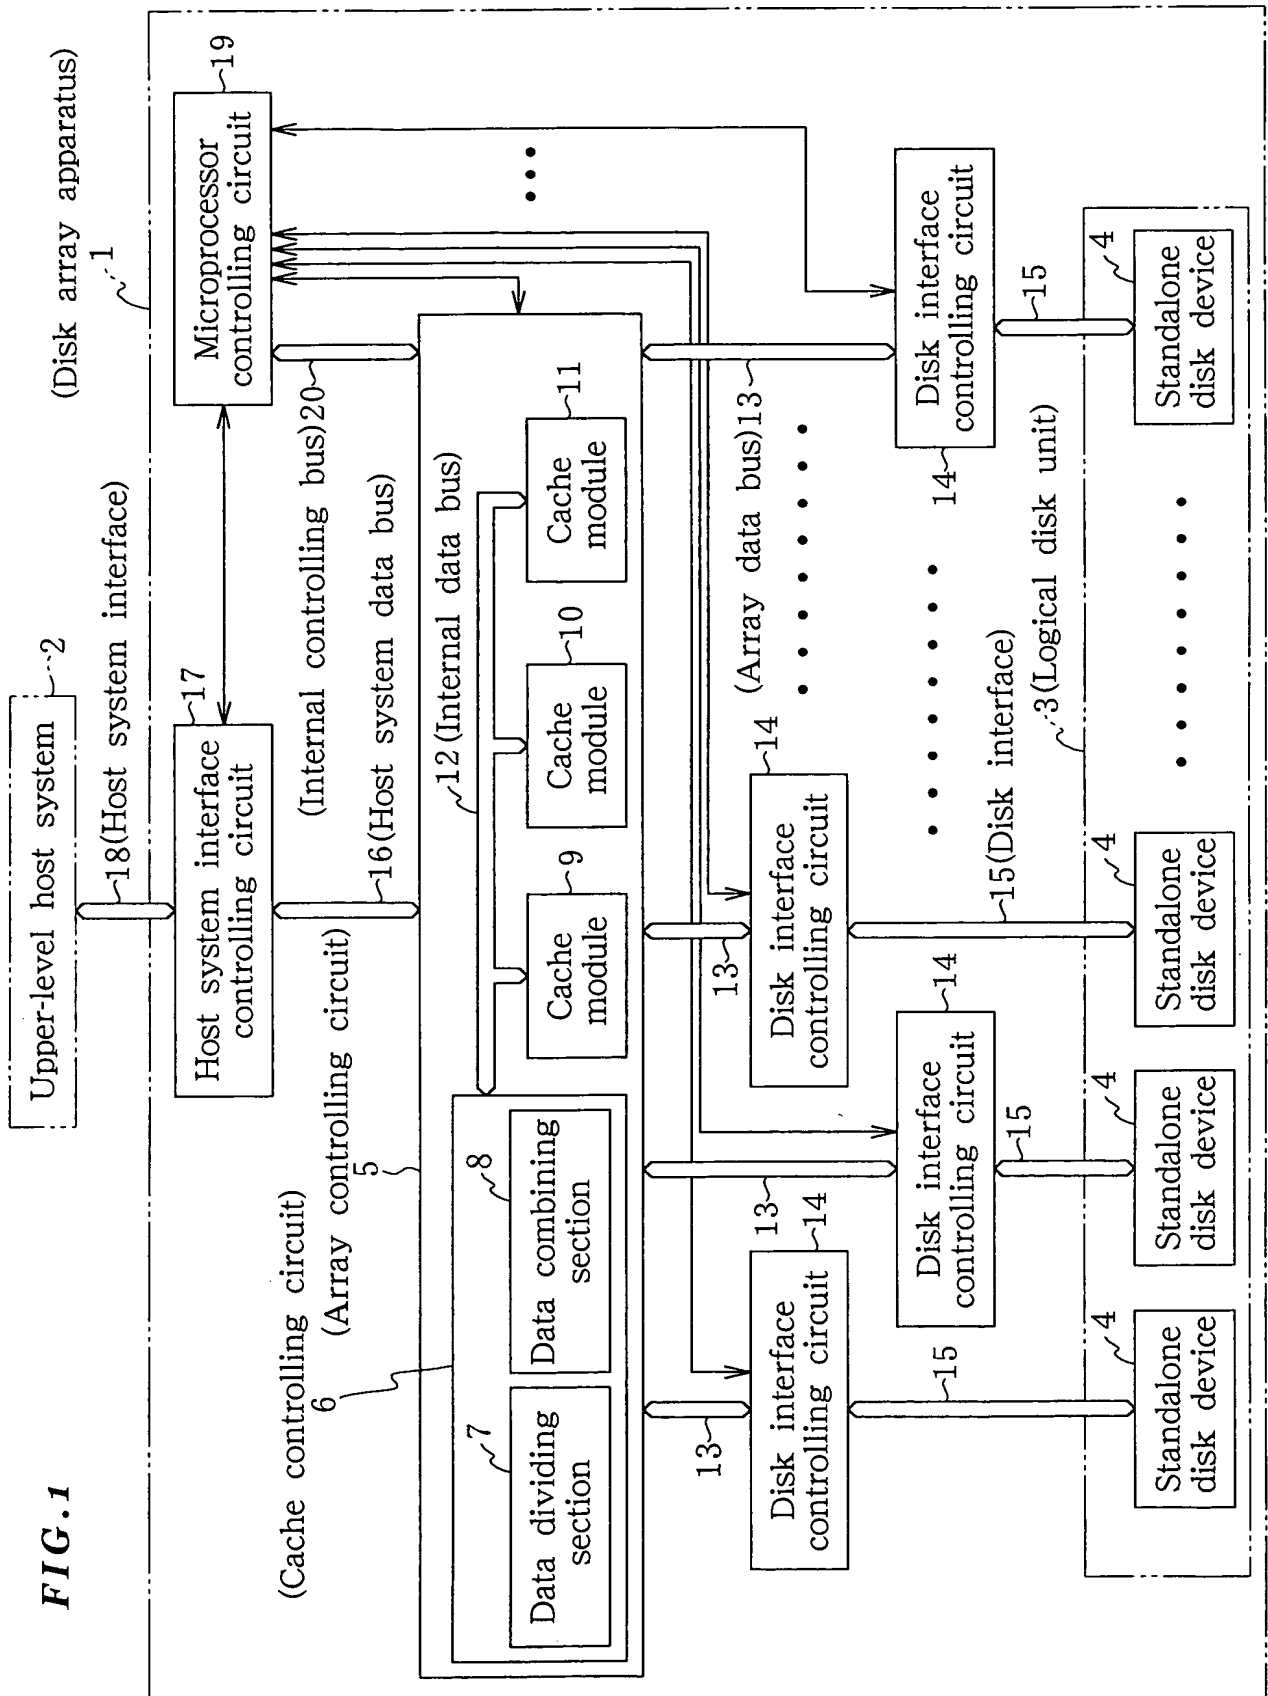 FIG.1
(Disk array apparatus)
1
Upper-level host system
2
18(Host system interface)
Host system interface
controlling circuit
17
Microprocessor
controlling circuit
19
(Internal controlling bus)20
16(Host system data bus)
(Cache controlling circuit)
6
(Array controlling circuit)
5
12(Internal data bus)
Data dividing
section
7
Data combining
section
8
Cache
module
9
Cache
module
10
Cache
module
11
13
13
13
(Array data bus)13
Disk interface
controlling circuit
14
Disk interface
controlling circuit
14
Disk interface
controlling circuit
14
Disk interface
controlling circuit
14
15
15
15(Disk interface)
15
3(Logical disk unit)
Standalone
disk device
4
Standalone
disk device
4
Standalone
disk device
4
Standalone
disk device
4